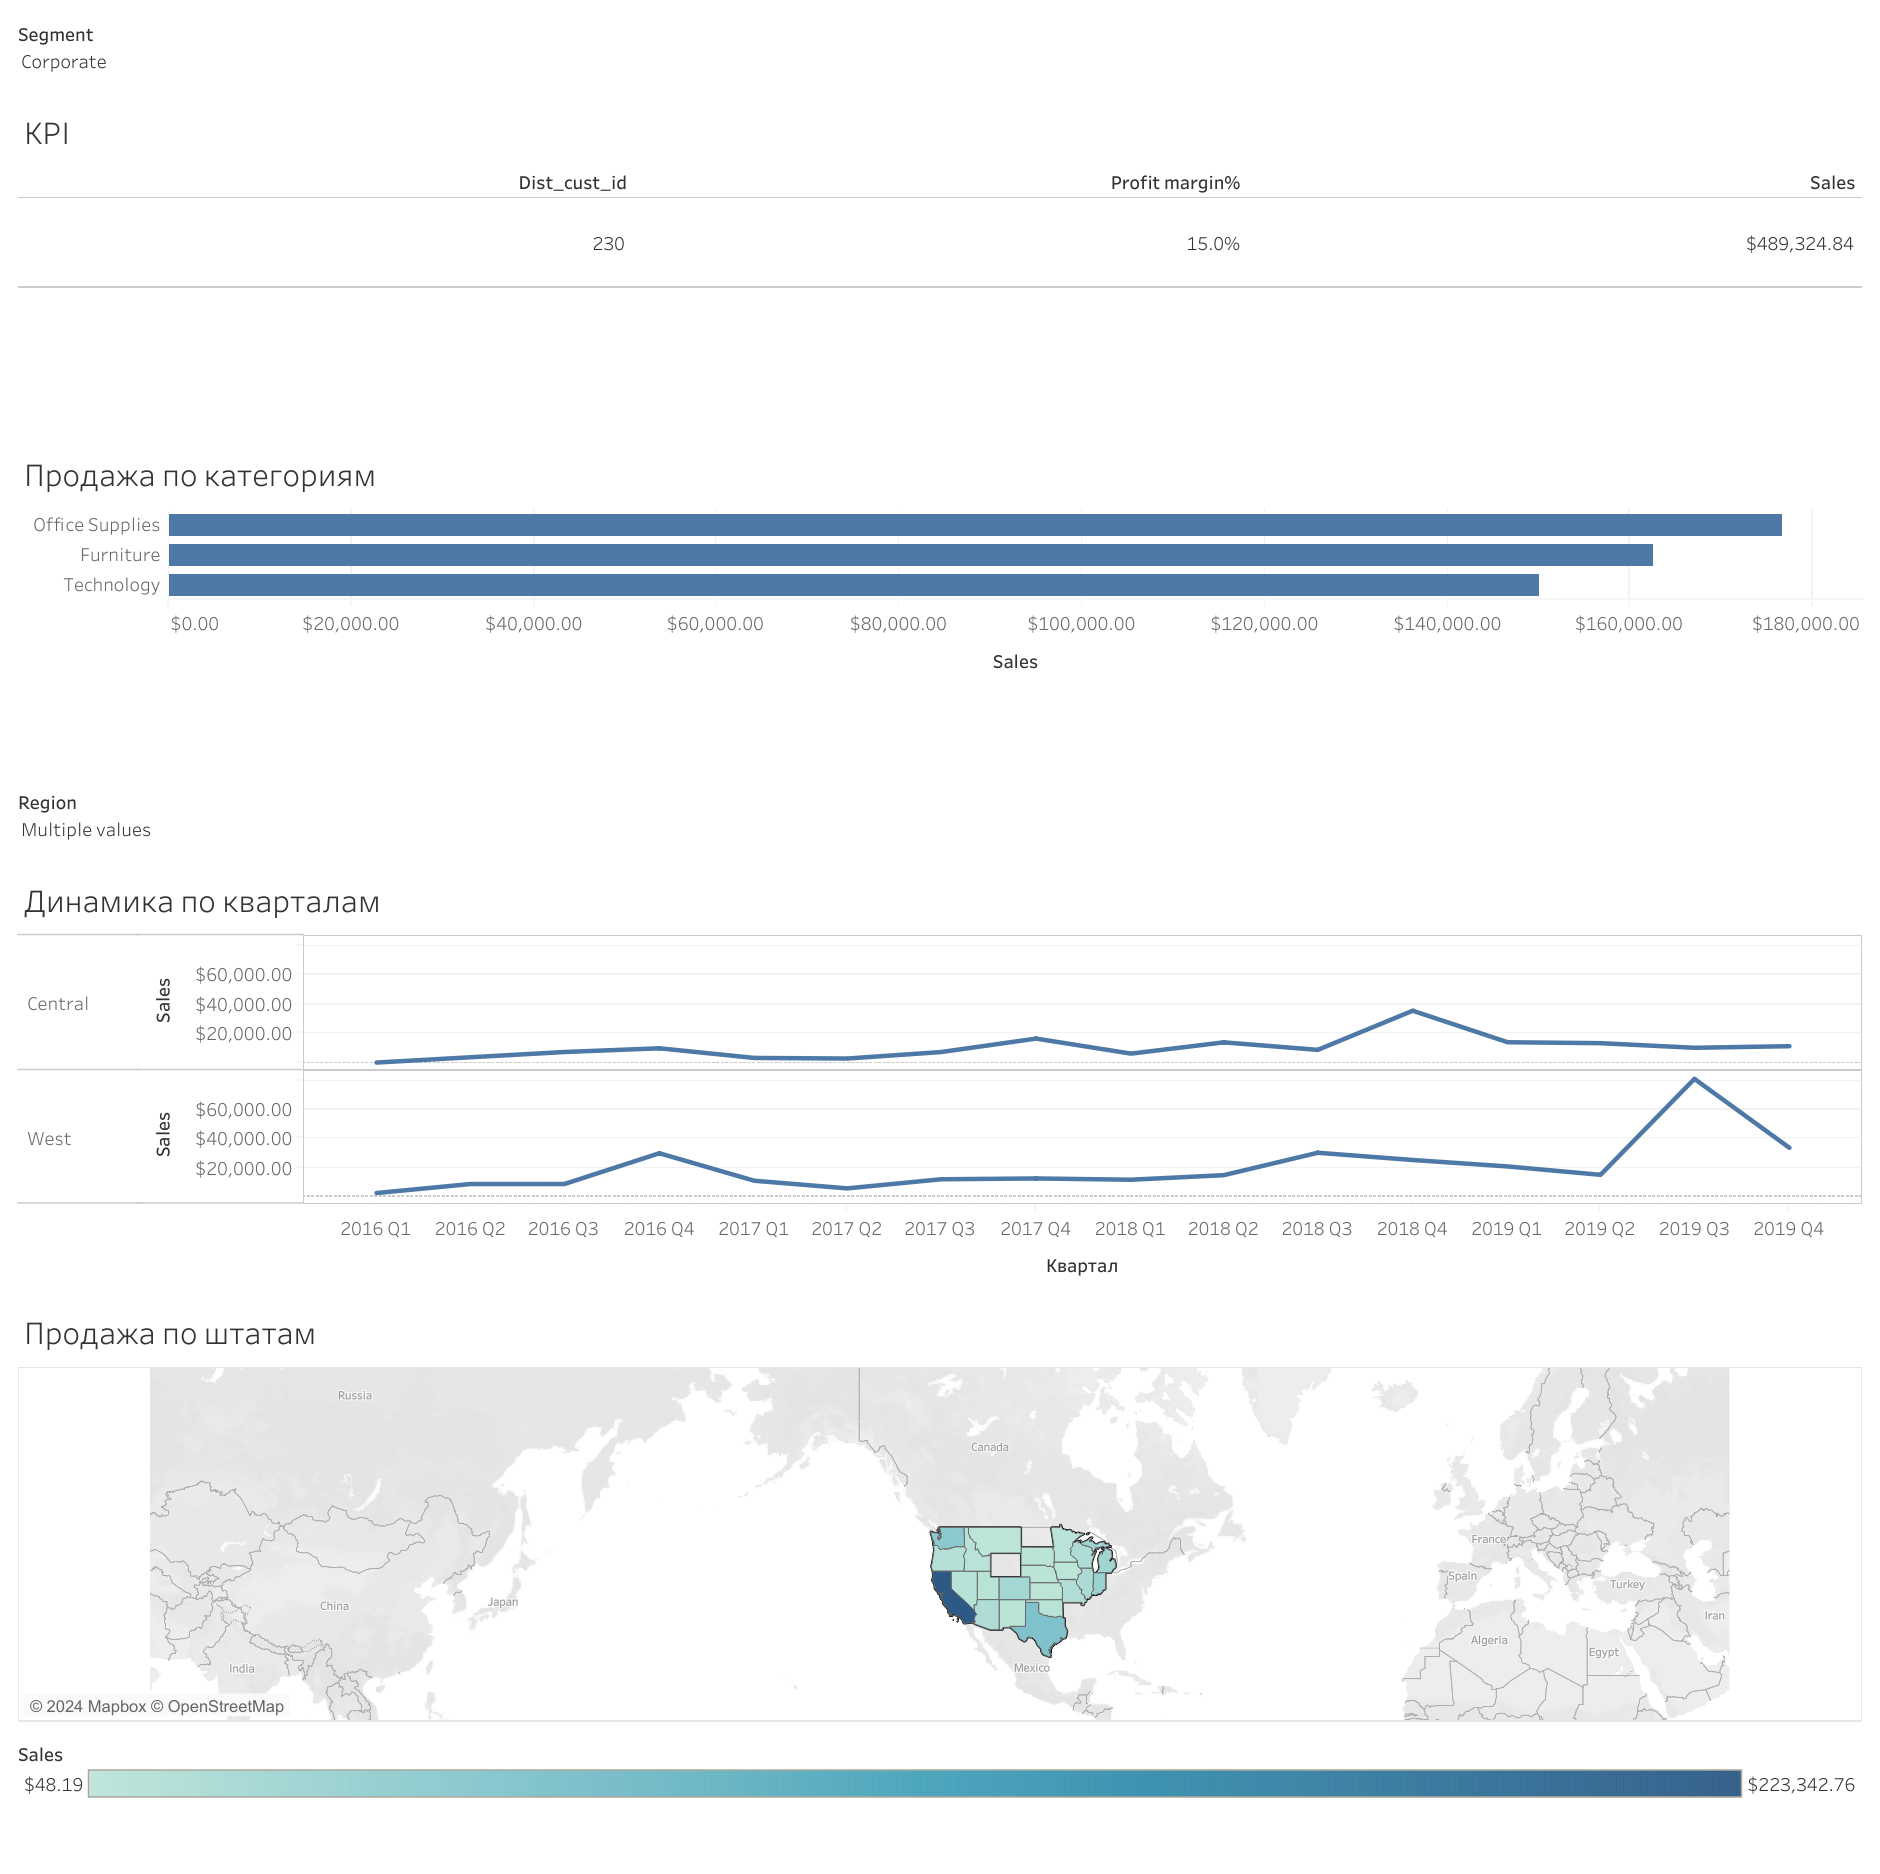 Segment
Corporate
KPI
Dist_cust_id Profit margin% Sales
230 15.0% $489,324.84
Продажа по категориям
Office Supplies
Furniture
Technology
$0.00 $20,000.00 $40,000.00 $60,000.00 $80,000.00 $100,000.00 $120,000.00 $140,000.00 $160,000.00 $180,000.00
Sales
Region
Multiple values
Динамика по кварталам
Central
Sales
$60,000.00
$40,000.00
$20,000.00
West
Sales
$60,000.00
$40,000.00
$20,000.00
2016 Q1 2016 Q2 2016 Q3 2016 Q4 2017 Q1 2017 Q2 2017 Q3 2017 Q4 2018 Q1 2018 Q2 2018 Q3 2018 Q4 2019 Q1 2019 Q2 2019 Q3 2019 Q4
Квартал
Продажа по штатам
Russia
Canada
France
Spain
Turkey
China
Japan
Iran
Algeria
Egypt
India
Mexico
© 2024 Mapbox © OpenStreetMap
Sales
$48.19 $223,342.76